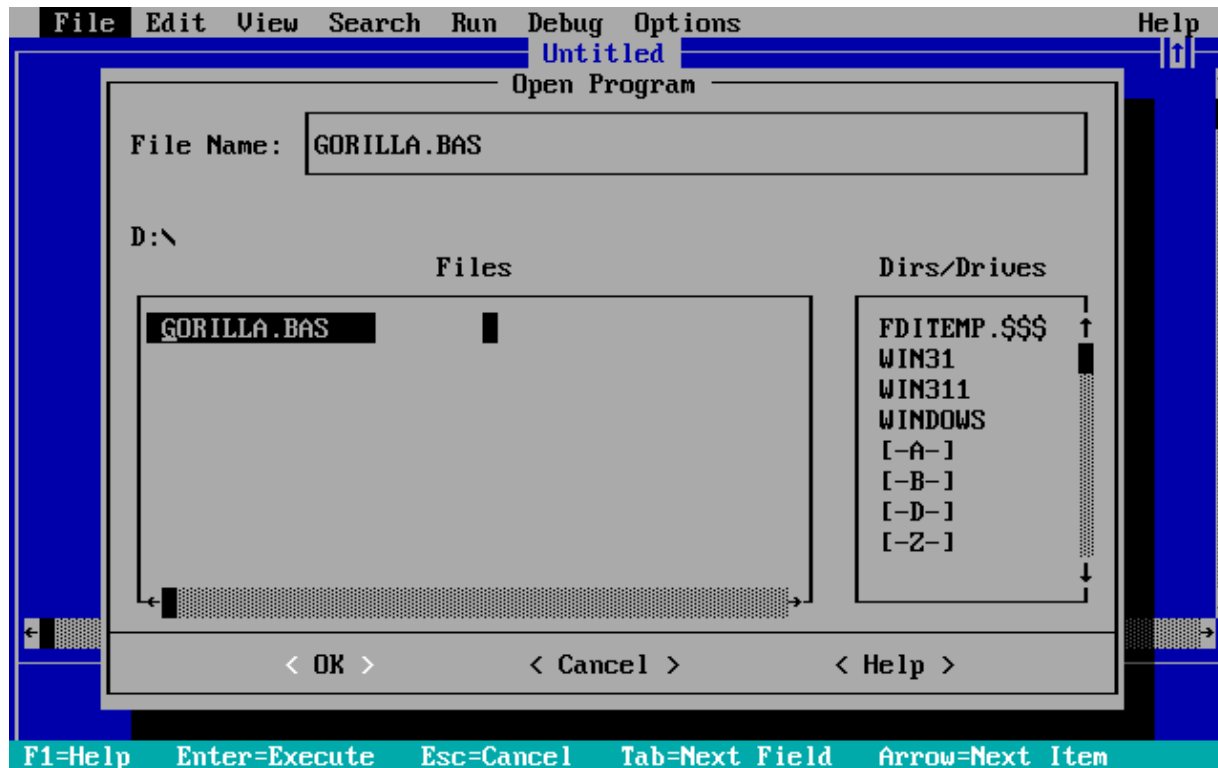 File Edit View Search Run Debug Options Help
Untitled
Open Program
File Name: GORILLA.BAS
D:\
Files Dirs/Drives
GORILLA.BAS
FDITEMP.$$$
WIN31
WIN311
WINDOWS
[-A-]
[-B-]
[-D-]
[-Z-]
< OK > < Cancel > < Help >
F1=Help Enter=Execute Esc=Cancel Tab=Next Field Arrow=Next Item